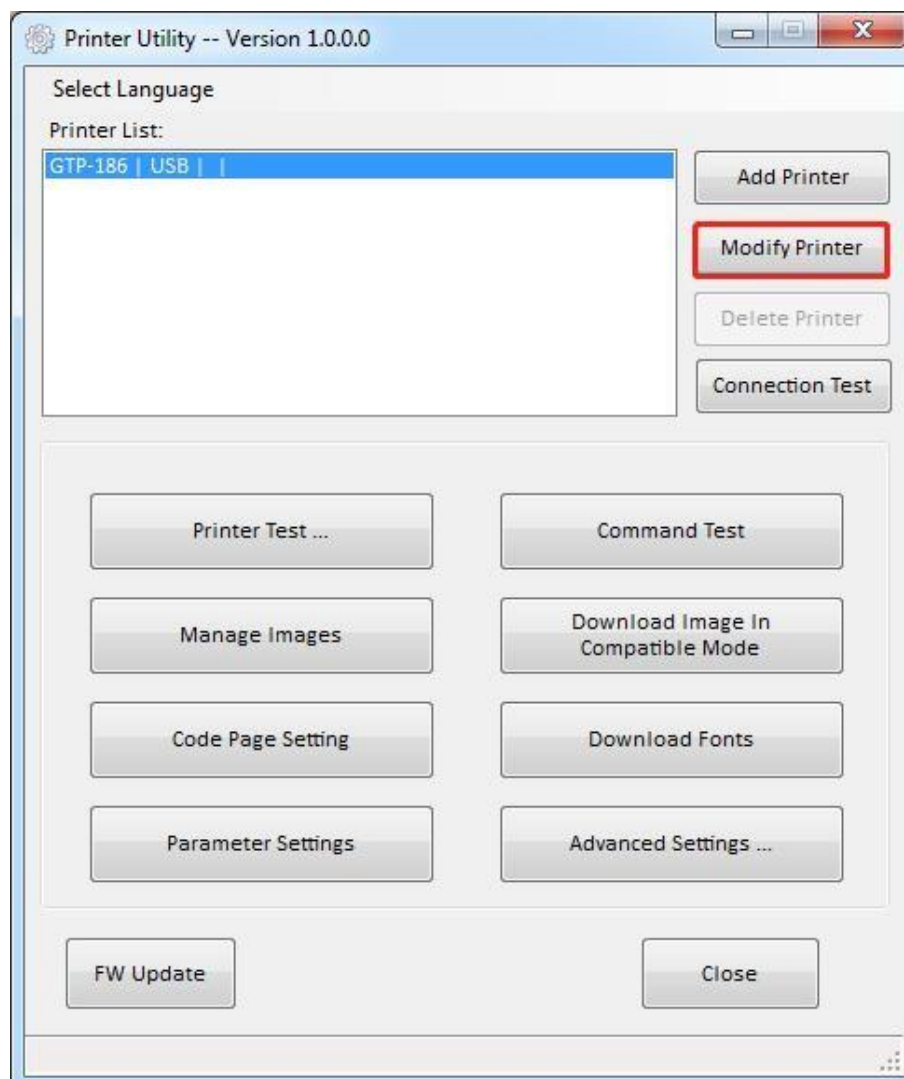 Printer Utility -- Version 1.0.0.0
Select Language
Printer List:
GTP-186 | USB | |
Add Printer
Modify Printer
Delete Printer
Connection Test
Printer Test ...
Command Test
Manage Images
Download Image In
Compatible Mode
Code Page Setting
Download Fonts
Parameter Settings
Advanced Settings ...
FW Update
Close